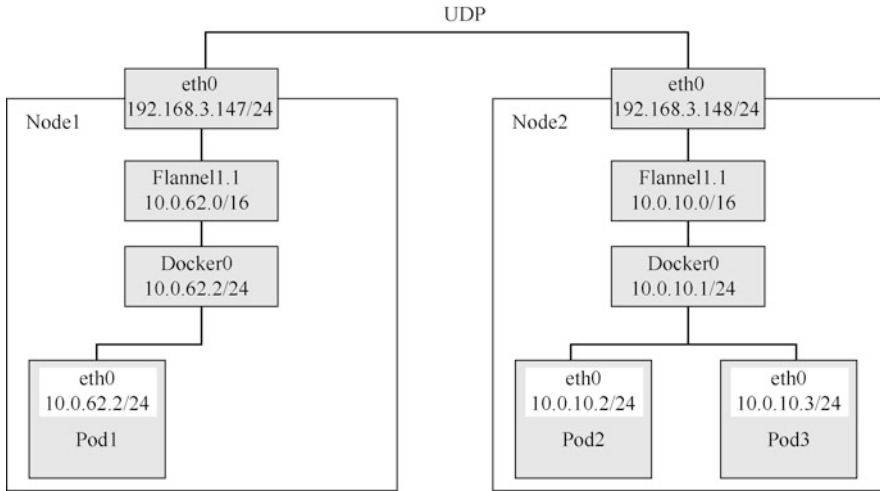 UDP
eth0
192.168.3.147/24
Node1
Flannel1.1
10.0.62.0/16
Docker0
10.0.62.2/24
eth0
10.0.62.2/24
Pod1
eth0
192.168.3.148/24
Node2
Flannel1.1
10.0.10.0/16
Docker0
10.0.10.1/24
eth0
10.0.10.2/24
Pod2
eth0
10.0.10.3/24
Pod3